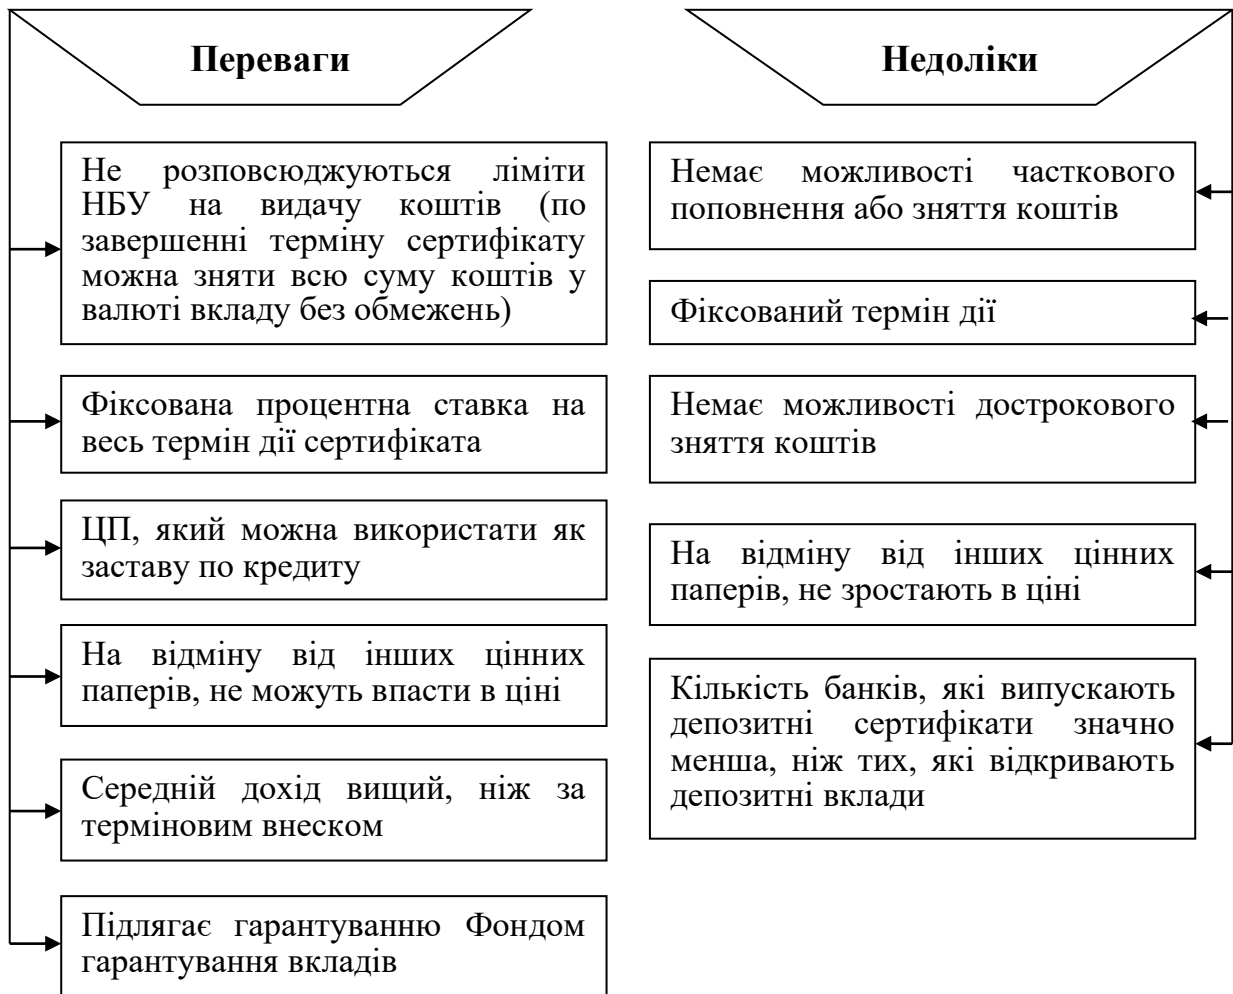 Переваги
Не розповсюджуються ліміти
НБУ на видачу коштів (по
завершенні терміну сертифікату
можна зняти всю суму коштів у
валюті вкладу без обмежень)
Фіксована процентна ставка на
весь термін дії сертифіката
ЦП, який можна використати як
заставу по кредиту
На відміну від інших цінних
паперів, не можуть впасти в ціні
Середній дохід вищий, ніж за
терміновим внеском
Підлягає гарантуванню Фондом
гарантування вкладів
Недоліки
Немає можливості часткового
поповнення або зняття коштів
Фіксований термін дії
Немає можливості дострокового
зняття коштів
На відміну від інших цінних
паперів, не зростають в ціні
Кількість банків, які випускають
депозитні сертифікати значно
менша, ніж тих, які відкривають
депозитні вклади